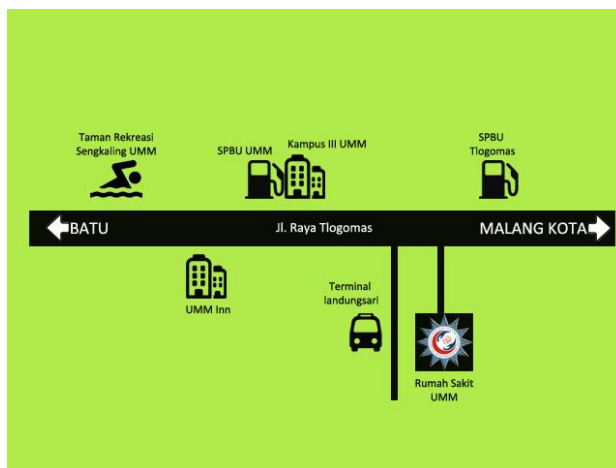 Taman Rekreasi
Sengkaling UMM
SPBU UMM
Kampus III UMM
SPBU
Tlogomas
BATU
Jl. Raya Tlogomas
MALANG KOTA
UMM Inn
Terminal
landungsari
Rumah Sakit
UMM